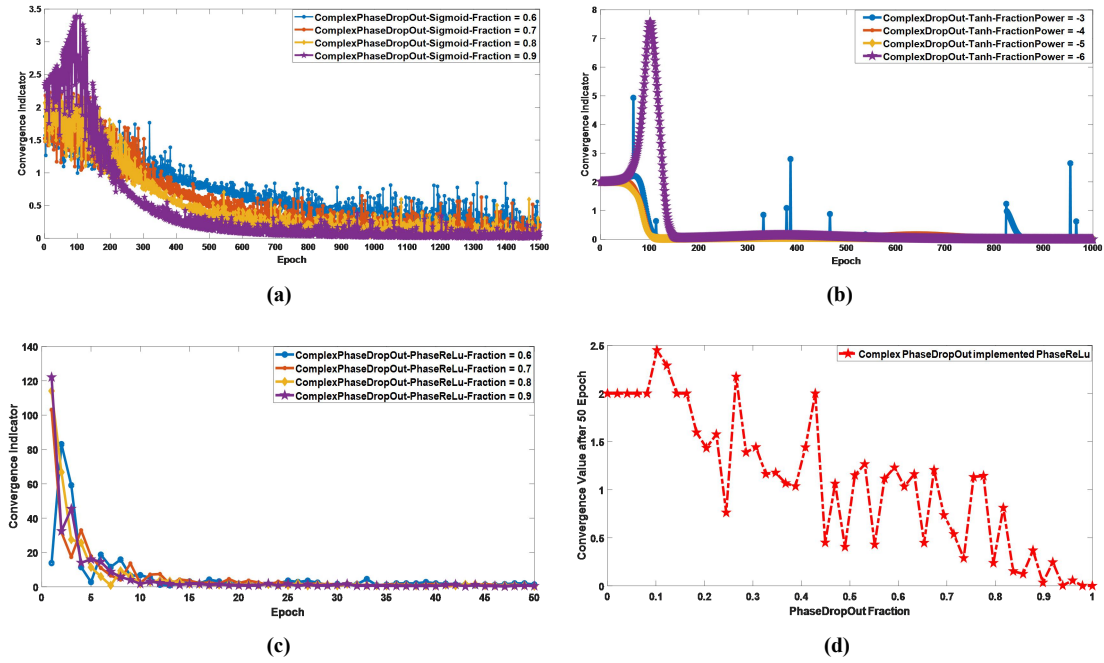 ComplexPhaseDropOut-Sigmoid-Fraction = 0.6
ComplexPhaseDropOut-Sigmoid-Fraction = 0.7
ComplexPhaseDropOut-Sigmoid-Fraction = 0.8
ComplexPhaseDropOut-Sigmoid-Fraction = 0.9
3.5
3
2.5
2
1.5
1
0.5
0
Convergence Indicator
0 100 200 300 400 500 600 700 800 900 1000 1100 1200 1300 1400 1500
Epoch
(a)
ComplexDropOut-Tanh-FractionPower = -3
ComplexDropOut-Tanh-FractionPower = -4
ComplexDropOut-Tanh-FractionPower = -5
ComplexDropOut-Tanh-FractionPower = -6
8
7
6
5
4
3
2
1
0
Convergence Indicator
0 100 200 300 400 500 600 700 800 900 1000
Epoch
(b)
ComplexPhaseDropOut-PhaseReLu-Fraction = 0.6
ComplexPhaseDropOut-PhaseReLu-Fraction = 0.7
ComplexPhaseDropOut-PhaseReLu-Fraction = 0.8
ComplexPhaseDropOut-PhaseReLu-Fraction = 0.9
140
120
100
80
60
40
20
0
Convergence Indicator
0 5 10 15 20 25 30 35 40 45 50
Epoch
(c)
Complex PhaseDropOut implemented PhaseReLu
2.5
2
1.5
1
0.5
0
Convergence Value after 50 Epoch
0 0.1 0.2 0.3 0.4 0.5 0.6 0.7 0.8 0.9 1
PhaseDropOut Fraction
(d)